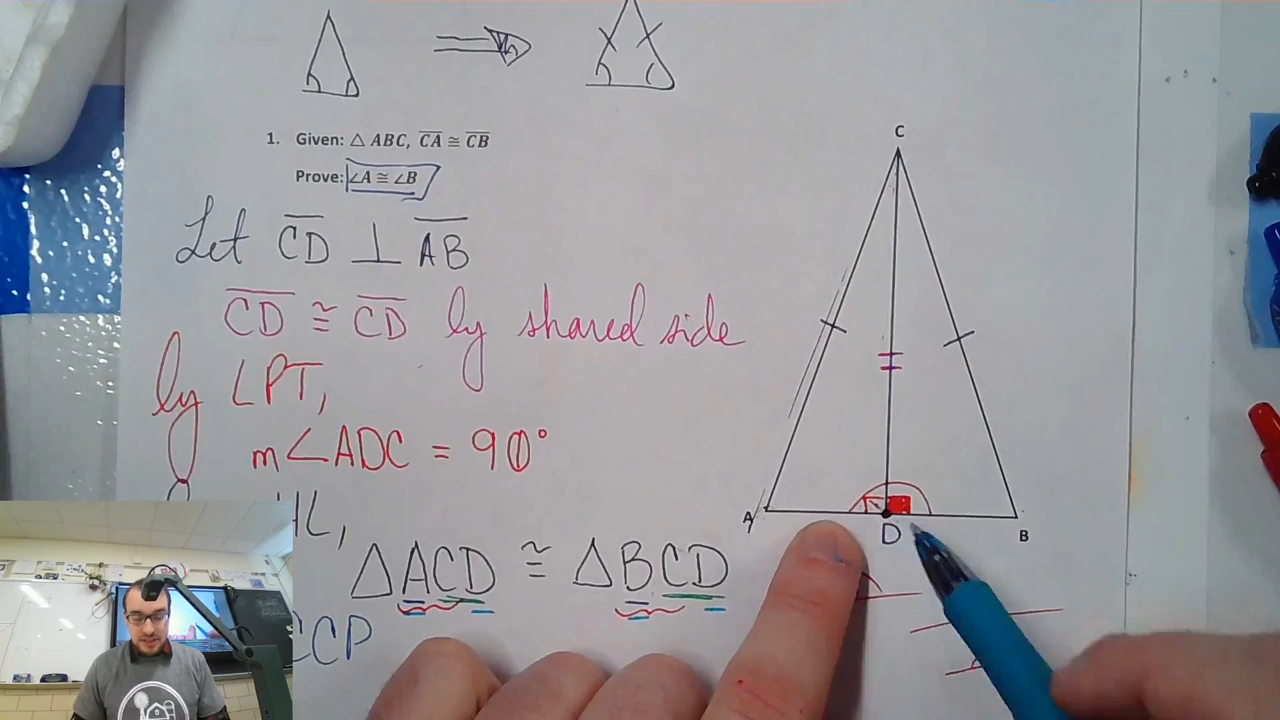 1. Given: △ ABC, CA ≅ CB
Prove: ∠A ≅ ∠B
Let CD ⊥ AB
CD ≅ CD by shared side
by LPT,
m∠ADC = 90°
HL,
△ACD ≅ △BCD
CP
C
A
D
B